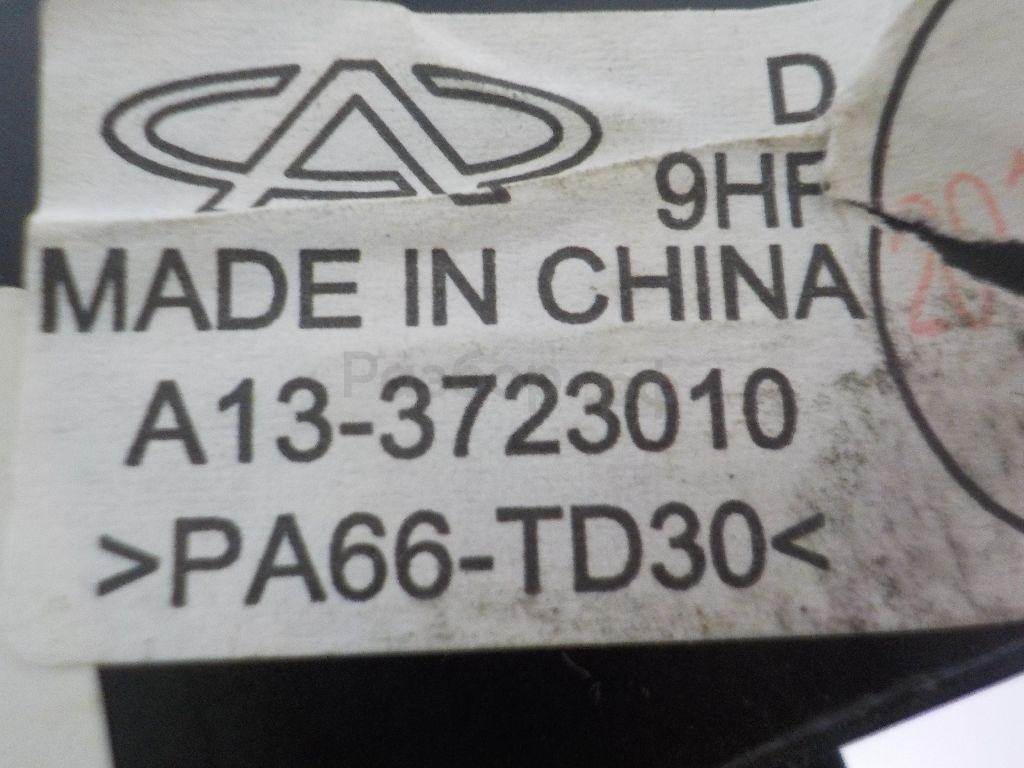 D
9HF
MADE IN CHINA
A13-3723010
>PA66-TD30<